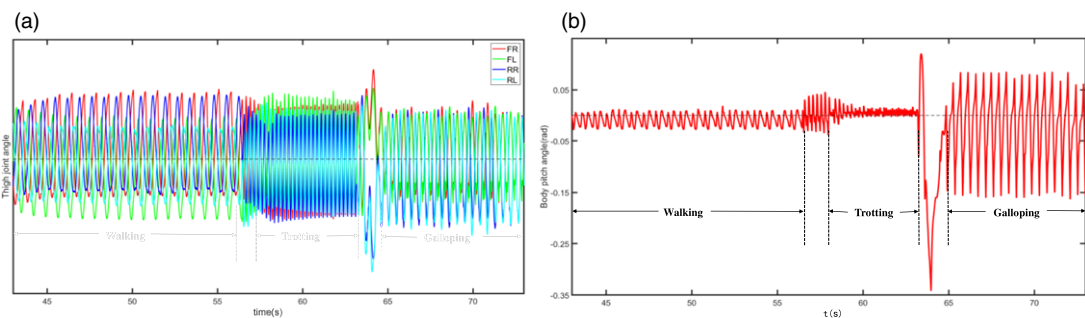 (a)
FR
FL
RR
RL
Thigh joint angle
Walking
Trotting
Galloping
45 50 55 60 65 70
time(s)
(b)
Body pitch angle(rad)
0.05
-0.05
-0.15
-0.25
-0.35
Walking
Trotting
Galloping
45 50 55 60 65 70
t(s)